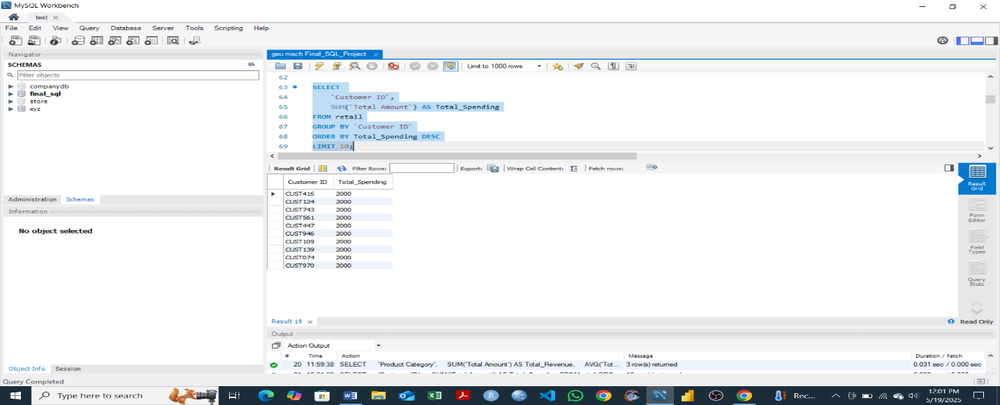 MySQL Workbench
test
File Edit View Query Database Server Tools Scripting Help
Navigator
SCHEMAS
Filter objects
companydb
final_sql
store
xyz
Administration Schemas
Information
No object selected
Object Info Session
Query Completed
geu mach Final_SQL_Project
Limit to 1000 rows
62
63 SELECT
64 `Customer ID`,
65 SUM(`Total Amount`) AS Total_Spending
66 FROM retail
67 GROUP BY `Customer ID`
68 ORDER BY Total_Spending DESC
69 LIMIT 10;
Result Grid Filter Rows: Export: Wrap Cell Content: Fetch rows:
Customer ID Total_Spending
CUST416 2000
CUST124 2000
CUST743 2000
CUST561 2000
CUST447 2000
CUST946 2000
CUST109 2000
CUST139 2000
CUST074 2000
CUST970 2000
Result Grid
Form Editor
Field Types
Query Stats
Result 19
Read Only
Output
Action Output
# Time Action Message Duration / Fetch
20 11:59:38 SELECT `Product Category`, SUM(`Total Amount`) AS Total_Revenue, AVG(`Tot... 3 row(s) returned 0.031 sec / 0.000 sec
Type here to search
Rec...
12:01 PM
5/19/2025